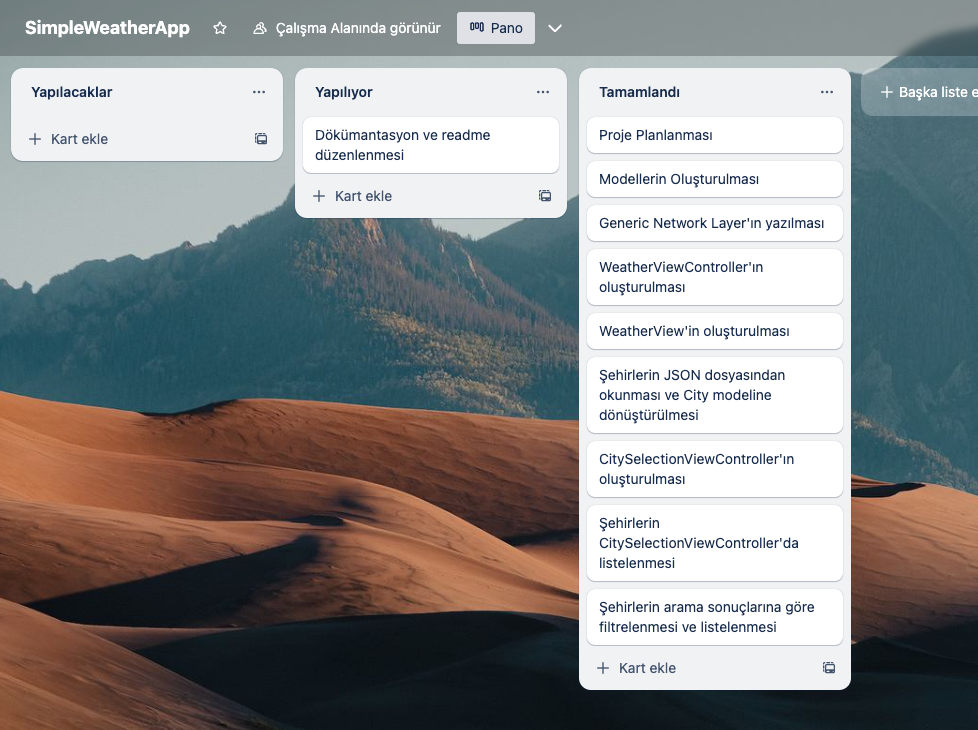 SimpleWeatherApp
Çalışma Alanında görünür
Pano
Yapılacaklar
Kart ekle
Yapılıyor
Dökümantasyon ve readme
düzenlenmesi
Kart ekle
Tamamlandı
Proje Planlanması
Modellerin Oluşturulması
Generic Network Layer'ın yazılması
WeatherViewController'ın
oluşturulması
WeatherView'in oluşturulması
Şehirlerin JSON dosyasından
okunması ve City modeline
dönüştürülmesi
CitySelectionViewController'ın
oluşturulması
Şehirlerin
CitySelectionViewController'da
listelenmesi
Şehirlerin arama sonuçlarına göre
filtrelenmesi ve listelenmesi
Kart ekle
Başka liste e